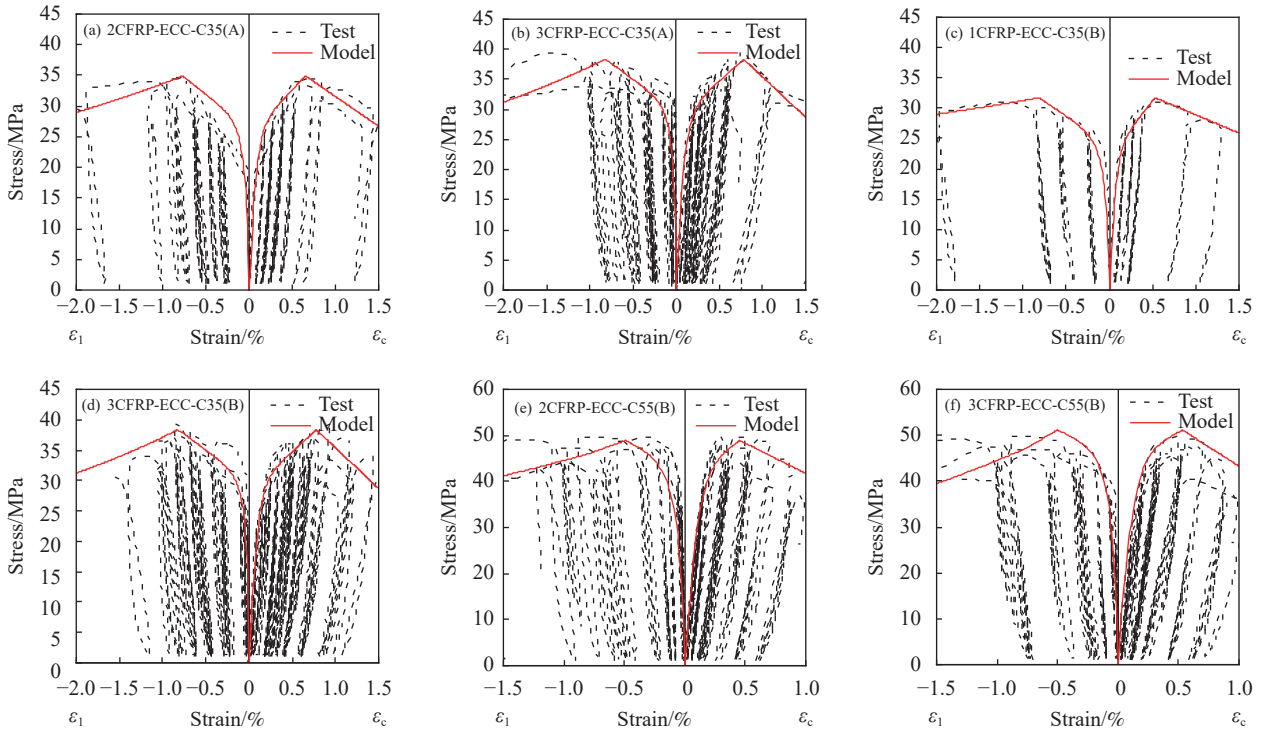 (a) 2CFRP-ECC-C35(A)
Test
Model
Stress/MPa
45
40
35
30
25
20
15
10
5
0
−2.0 −1.5 −1.0 −0.5 0 0.5 1.0 1.5
ε₁ Strain/% εc
(b) 3CFRP-ECC-C35(A)
Test
Model
Stress/MPa
45
40
35
30
25
20
15
10
5
0
−2.0 −1.5 −1.0 −0.5 0 0.5 1.0 1.5
ε₁ Strain/% εc
(c) 1CFRP-ECC-C35(B)
Test
Model
Stress/MPa
45
40
35
30
25
20
15
10
5
0
−2.0 −1.5 −1.0 −0.5 0 0.5 1.0 1.5
ε₁ Strain/% εc
(d) 3CFRP-ECC-C35(B)
Test
Model
Stress/MPa
45
40
35
30
25
20
15
10
5
0
−2.0 −1.5 −1.0 −0.5 0 0.5 1.0 1.5
ε₁ Strain/% εc
(e) 2CFRP-ECC-C55(B)
Test
Model
Stress/MPa
60
50
40
30
20
10
0
−1.5 −1.0 −0.5 0 0.5 1.0
ε₁ Strain/% εc
(f) 3CFRP-ECC-C55(B)
Test
Model
Stress/MPa
60
50
40
30
20
10
0
−1.5 −1.0 −0.5 0 0.5 1.0
ε₁ Strain/% εc